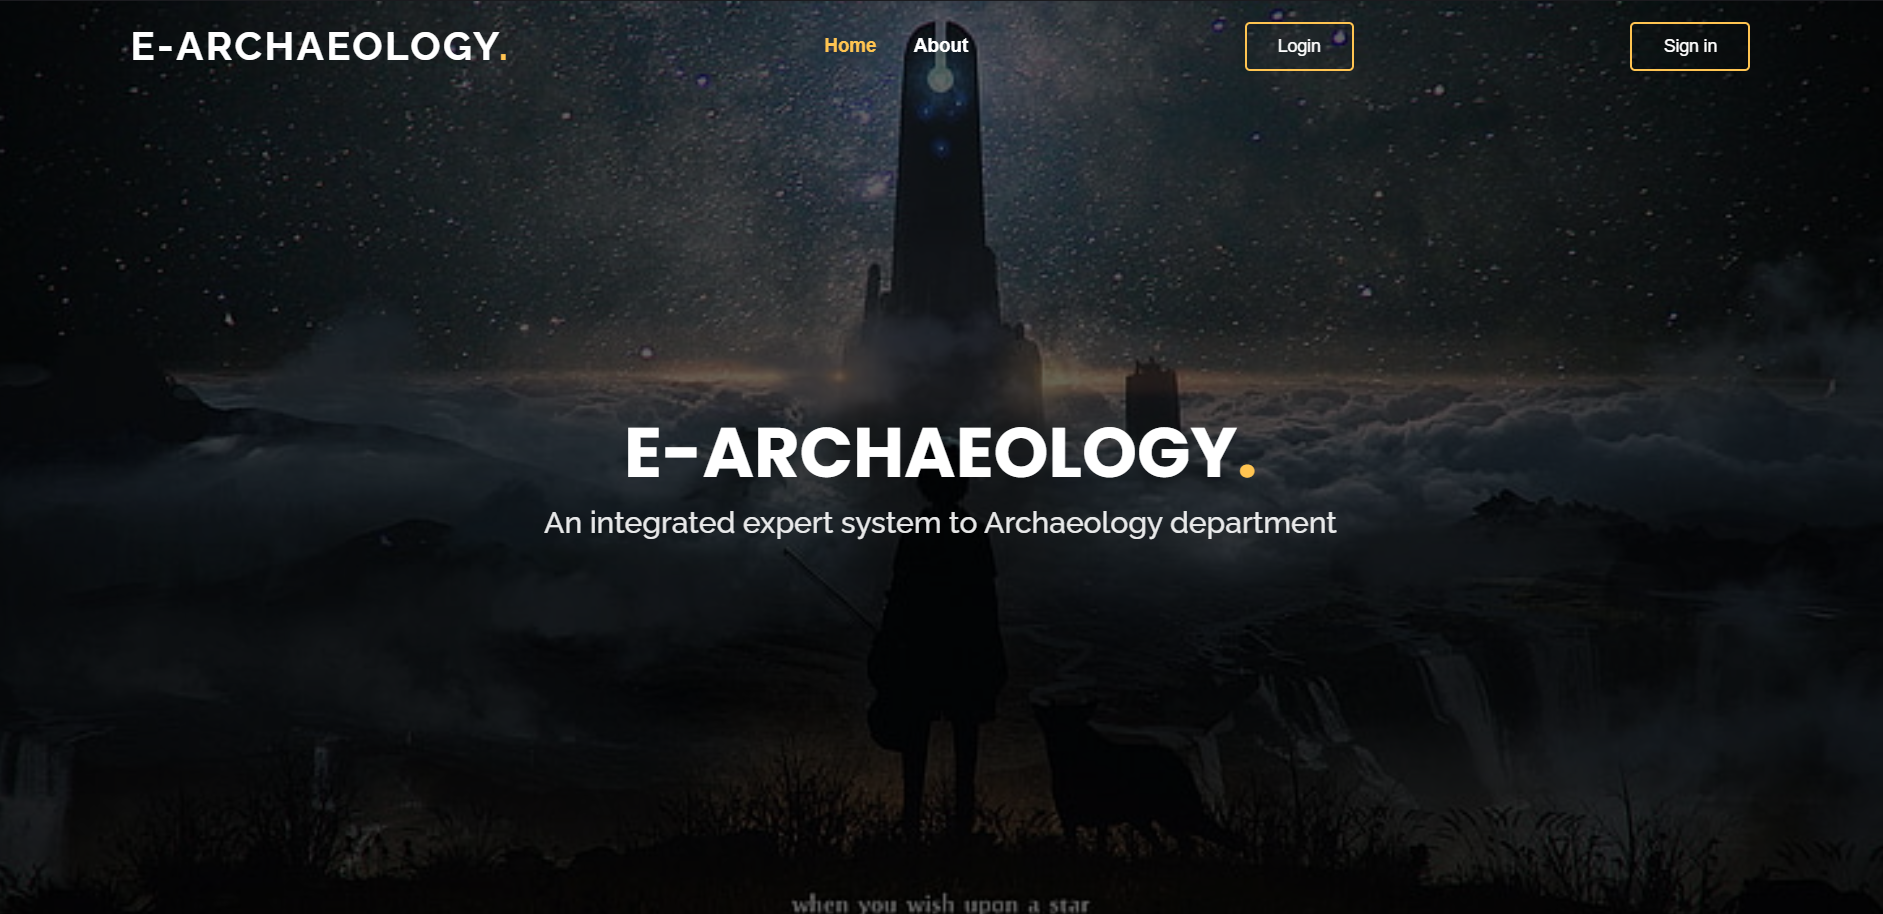 E-ARCHAEOLOGY.
Home About Login Sign in
E-ARCHAEOLOGY.
An integrated expert system to Archaeology department
when you wish upon a star